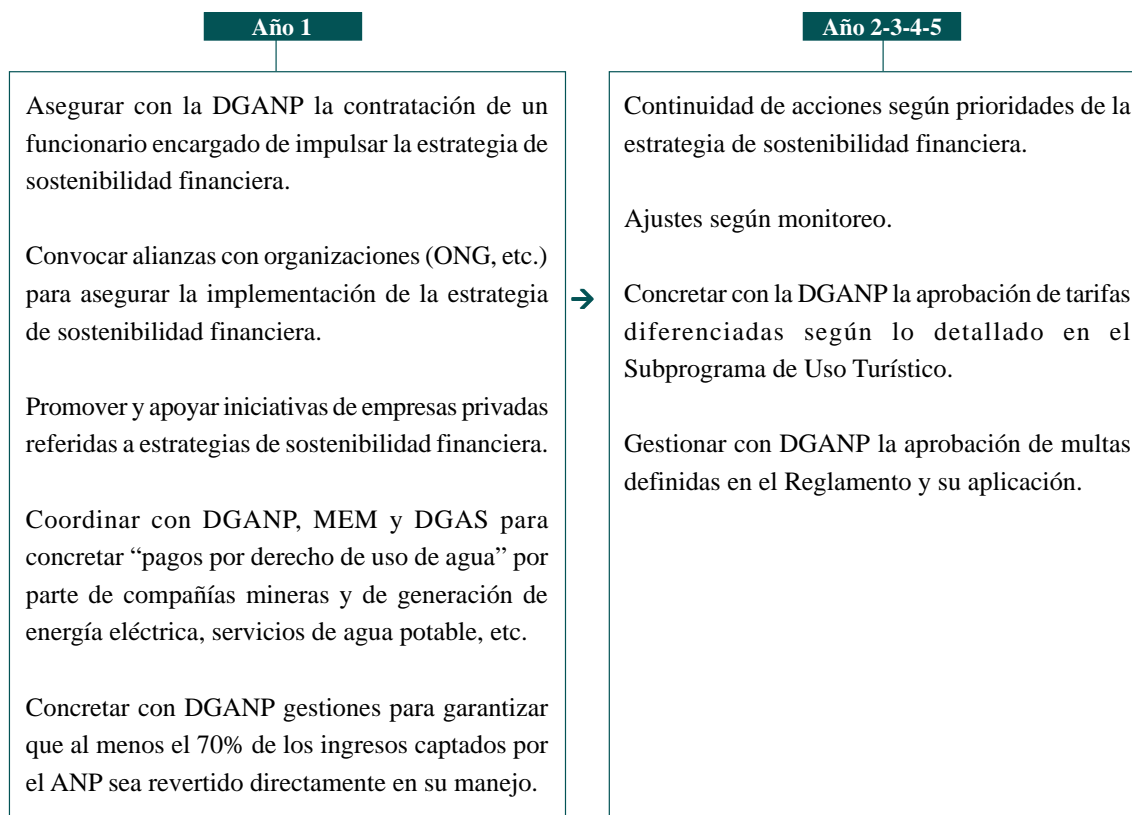 Año 1
Asegurar con la DGANP la contratación de un
funcionario encargado de impulsar la estrategia de
sostenibilidad financiera.
Convocar alianzas con organizaciones (ONG, etc.)
para asegurar la implementación de la estrategia
de sostenibilidad financiera.
Promover y apoyar iniciativas de empresas privadas
referidas a estrategias de sostenibilidad financiera.
Coordinar con DGANP, MEM y DGAS para
concretar “pagos por derecho de uso de agua” por
parte de compañías mineras y de generación de
energía eléctrica, servicios de agua potable, etc.
Concretar con DGANP gestiones para garantizar
que al menos el 70% de los ingresos captados por
el ANP sea revertido directamente en su manejo.
Año 2-3-4-5
Continuidad de acciones según prioridades de la
estrategia de sostenibilidad financiera.
Ajustes según monitoreo.
Concretar con la DGANP la aprobación de tarifas
diferenciadas según lo detallado en el
Subprograma de Uso Turístico.
Gestionar con DGANP la aprobación de multas
definidas en el Reglamento y su aplicación.